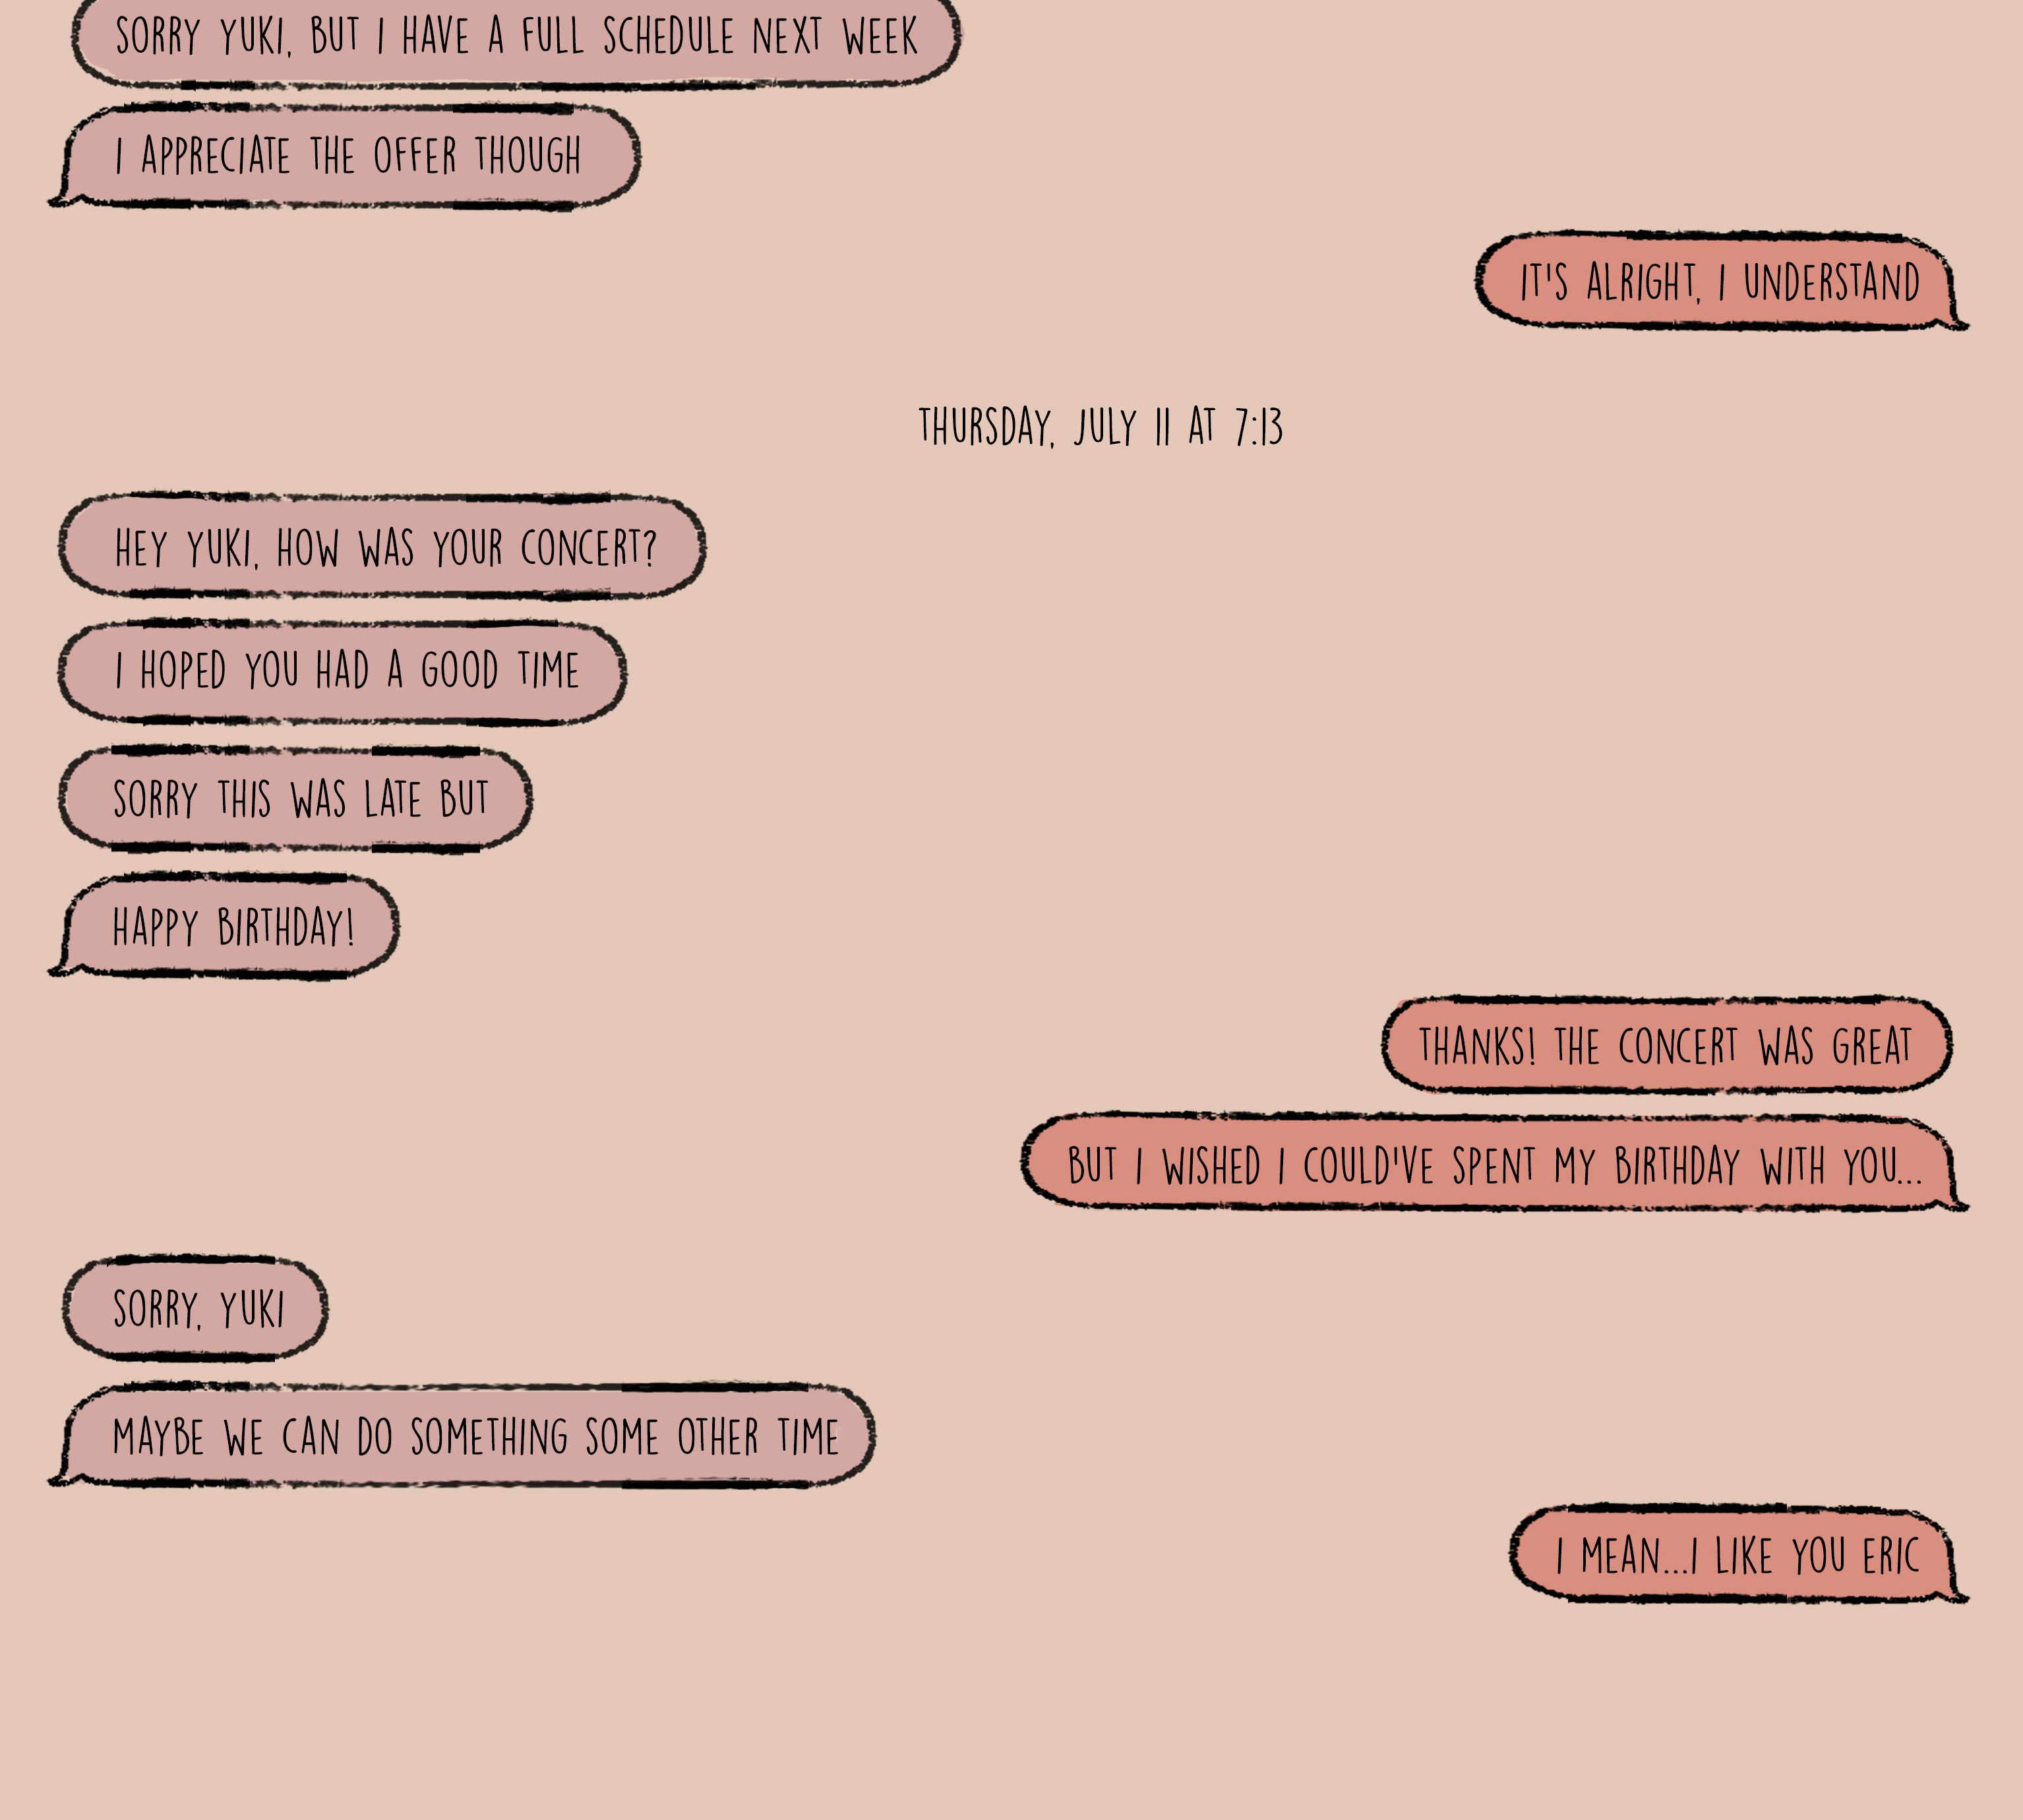 SORRY YUKI, BUT I HAVE A FULL SCHEDULE NEXT WEEK
I APPRECIATE THE OFFER THOUGH
IT'S ALRIGHT, I UNDERSTAND
THURSDAY, JULY 11 AT 7:13
HEY YUKI, HOW WAS YOUR CONCERT?
I HOPED YOU HAD A GOOD TIME
SORRY THIS WAS LATE BUT
HAPPY BIRTHDAY!
THANKS! THE CONCERT WAS GREAT
BUT I WISHED I COULD'VE SPENT MY BIRTHDAY WITH YOU...
SORRY, YUKI
MAYBE WE CAN DO SOMETHING SOME OTHER TIME
I MEAN...I LIKE YOU ERIC